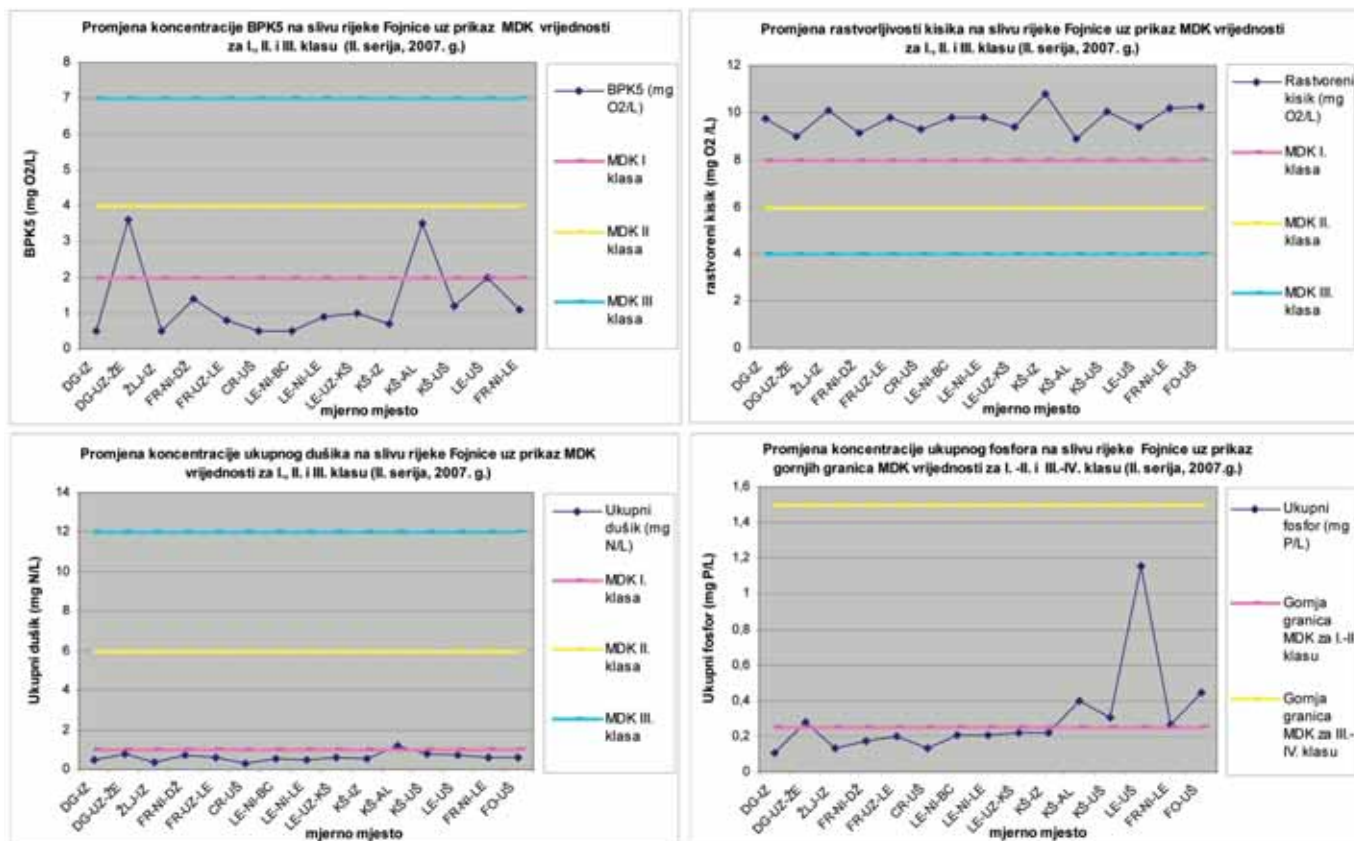 Promjena koncentracije BPK5 na slivu rijeke Fojnice uz prikaz MDK vrijednosti
za I., II. i III. klasu (II. serija, 2007. g.)
8
7
6
5
4
3
2
1
0
BPK5 (mg O2/L)
DG-IZ
DG-UZ-ŽE
ŽLJ-IZ
FR-NI-DŽ
FR-UZ-LE
CR-UŠ
LE-NI-BC
LE-NI-LE
LE-UZ-KŠ
KŠ-IZ
KŠ-AL
KŠ-UŠ
LE-UŠ
FR-NI-LE
mjerno mjesto
BPK5 (mg
O2/L)
MDK I
klasa
MDK II
klasa
MDK III
klasa
Promjena rastvorljivosti kisika na slivu rijeke Fojnice uz prikaz MDK vrijednosti
za I., II. i III. klasu (II. serija, 2007. g.)
12
10
8
6
4
2
0
rastvoreni kisik (mg O2 /L)
DG-IZ
DG-UZ-ŽE
ŽLJ-IZ
FR-NI-DŽ
FR-UZ-LE
CR-UŠ
LE-NI-BC
LE-NI-LE
LE-UZ-KŠ
KŠ-IZ
KŠ-AL
KŠ-UŠ
LE-UŠ
FR-NI-LE
FO-UŠ
mjerno mjesto
Rastvoreni
kisik (mg
O2/L)
MDK I.
klasa
MDK II.
klasa
MDK III.
klasa
Promjena koncentracije ukupnog dušika na slivu rijeke Fojnice uz prikaz MDK
vrijednosti za I., II. i III. klasu (II. serija, 2007. g.)
14
12
10
8
6
4
2
0
Ukupni dušik (mg N/L)
DG-IZ
DG-UZ-ŽE
ŽLJ-IZ
FR-NI-DŽ
FR-UZ-LE
CR-UŠ
LE-NI-BC
LE-NI-LE
LE-UZ-KŠ
KŠ-IZ
KŠ-AL
KŠ-UŠ
LE-UŠ
FR-NI-LE
FO-UŠ
mjerno mjesto
Ukupni
dušik (mg
N/L)
MDK I.
klasa
MDK II.
klasa
MDK III.
klasa
Promjena koncentracije ukupnog fosfora na slivu rijeke Fojnice uz prikaz
gornjih granica MDK vrijednosti za I. -II. i III.-IV. klasu (II. serija, 2007.g.)
1,6
1,4
1,2
1
0,8
0,6
0,4
0,2
0
Ukupni fosfor (mg P/L)
DG-IZ
DG-UZ-ŽE
ŽLJ-IZ
FR-NI-DŽ
FR-UZ-LE
CR-UŠ
LE-NI-BC
LE-NI-LE
LE-UZ-KŠ
KŠ-IZ
KŠ-AL
KŠ-UŠ
LE-UŠ
FR-NI-LE
FO-UŠ
mjerno mjesto
Ukupni
fosfor (mg
P/L)
Gornja
granica
MDK za I.-II
klasu
Gornja
granica
MDK za III.-
IV. klasu